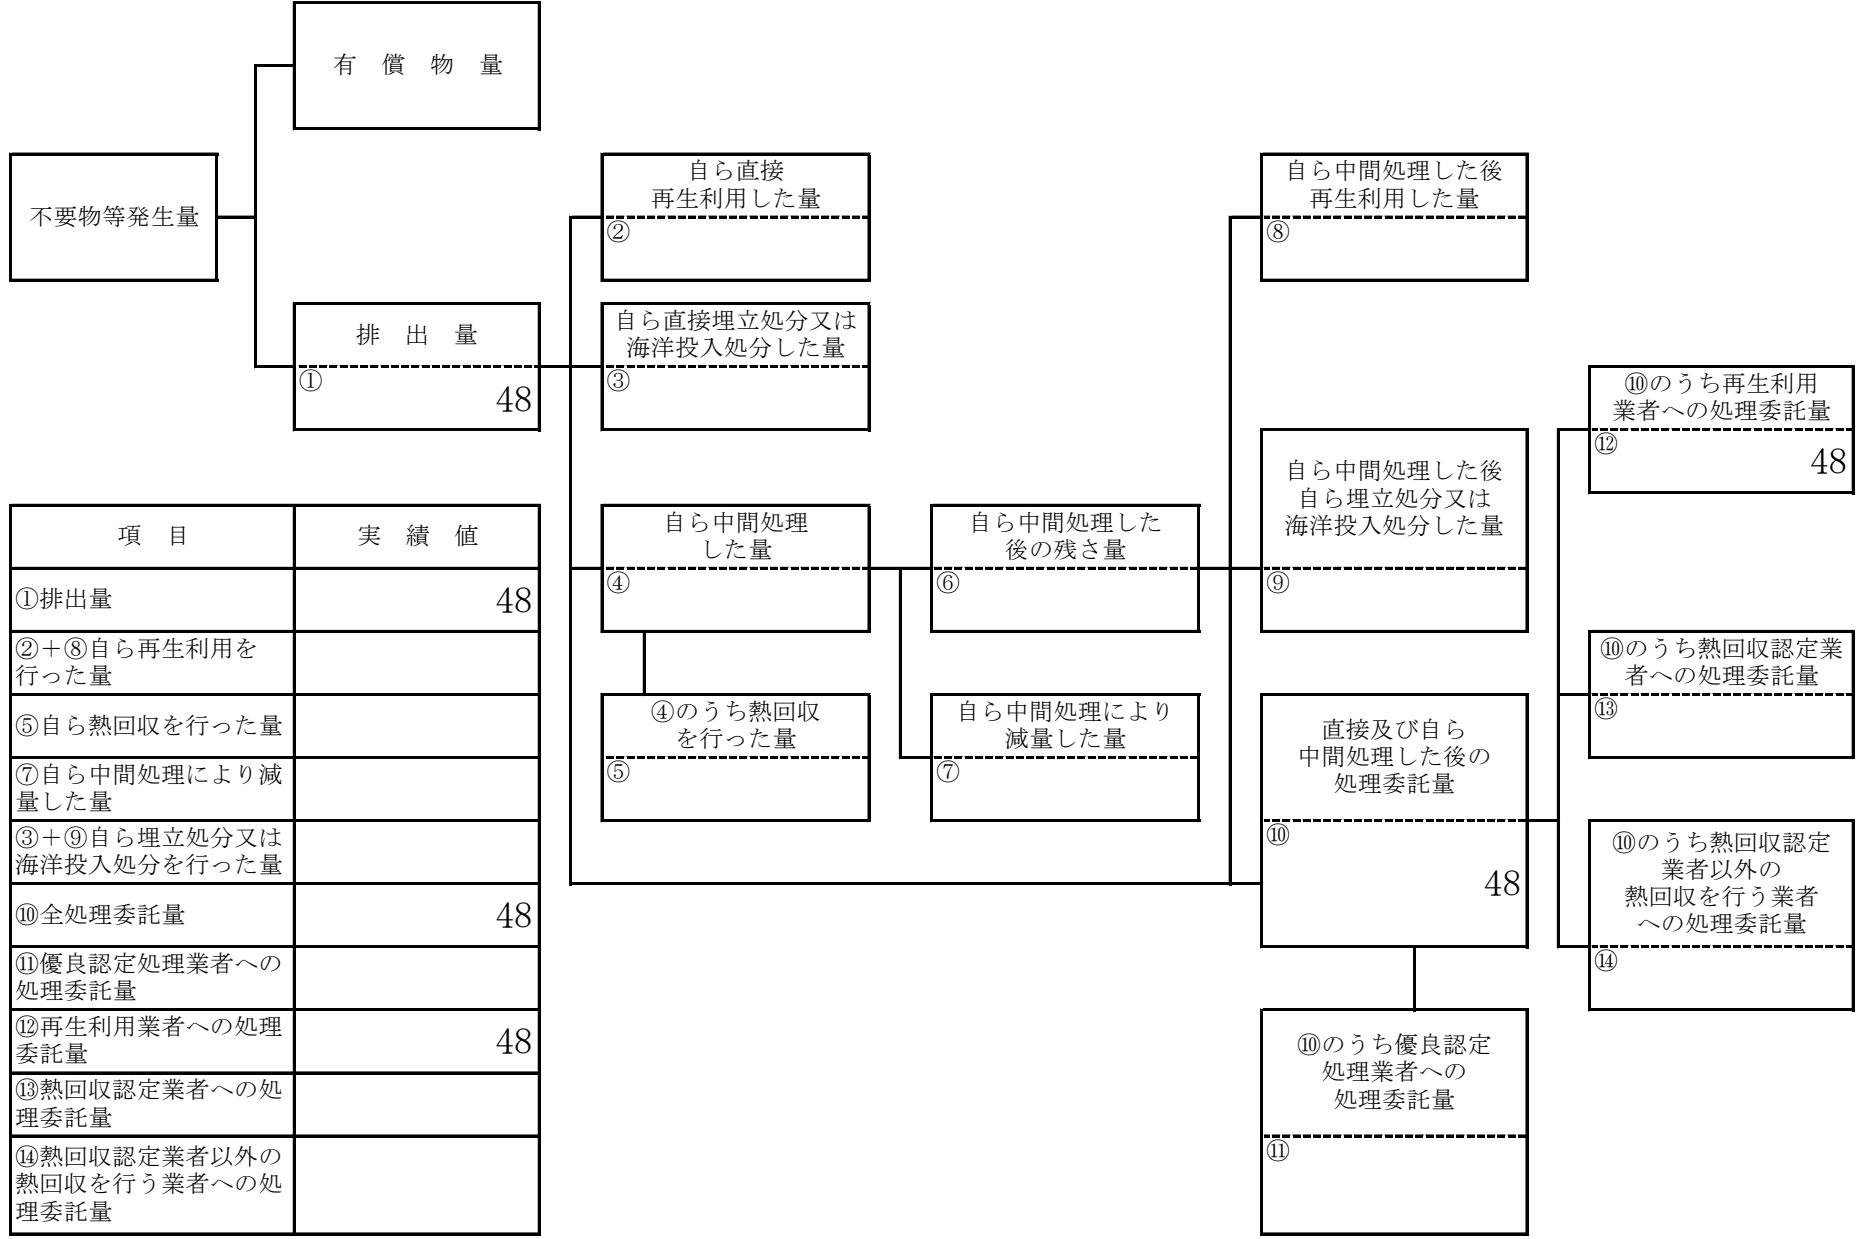 有 償 物 量
不要物等発生量
排 出 量
①
48
自ら直接
再生利用した量
②
自ら直接埋立処分又は
海洋投入処分した量
③
自ら中間処理
した量
④
④のうち熱回収
を行った量
⑤
自ら中間処理した
後の残さ量
⑥
自ら中間処理により
減量した量
⑦
自ら中間処理した後
再生利用した量
⑧
自ら中間処理した後
自ら埋立処分又は
海洋投入処分した量
⑨
直接及び自ら
中間処理した後の
処理委託量
⑩
48
⑩のうち優良認定
処理業者への
処理委託量
⑪
⑩のうち再生利用
業者への処理委託量
⑫
48
⑩のうち熱回収認定業
者への処理委託量
⑬
⑩のうち熱回収認定
業者以外の
熱回収を行う業者
への処理委託量
⑭
項 目 実 績 値
①排出量 48
②+⑧自ら再生利用を
行った量
⑤自ら熱回収を行った量
⑦自ら中間処理により減
量した量
③+⑨自ら埋立処分又は
海洋投入処分を行った量
⑩全処理委託量 48
⑪優良認定処理業者への
処理委託量
⑫再生利用業者への処理
委託量 48
⑬熱回収認定業者への処
理委託量
⑭熱回収認定業者以外の
熱回収を行う業者への処
理委託量